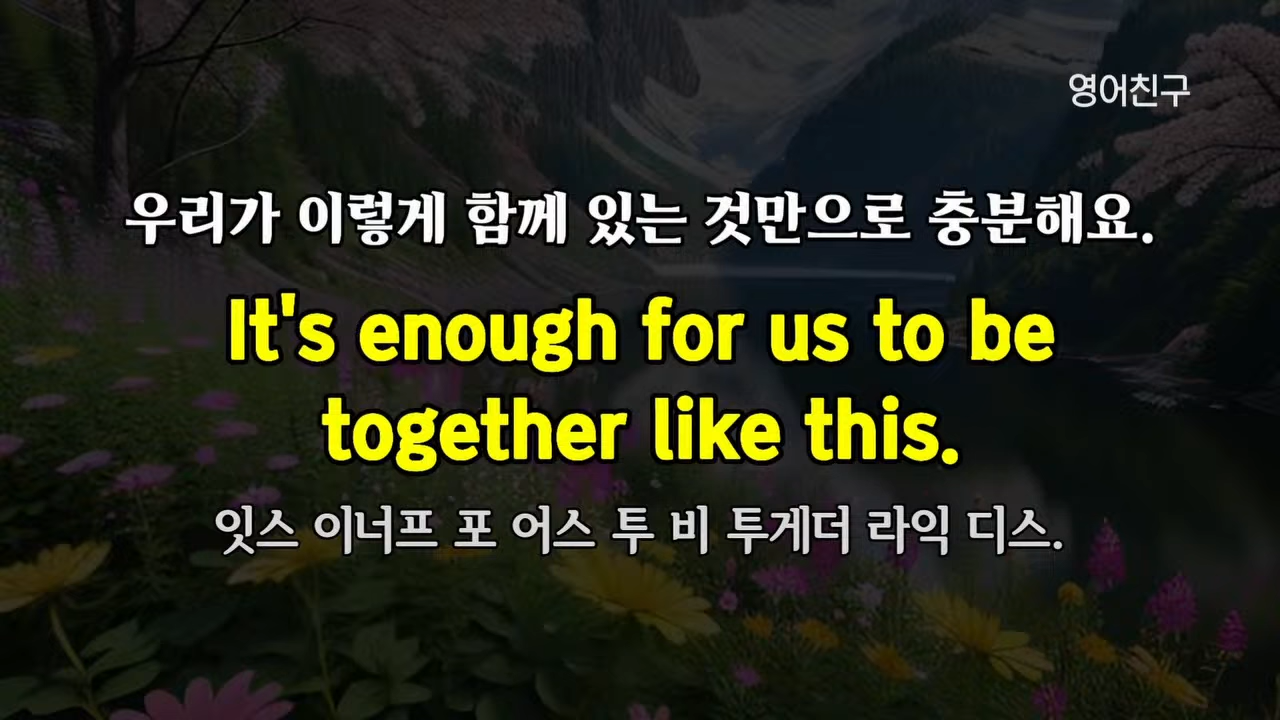 영어친구
우리가 이렇게 함께 있는 것만으로 충분해요.
It's enough for us to be
together like this.
잇스 이너프 포 어스 투 비 투게더 라익 디스.